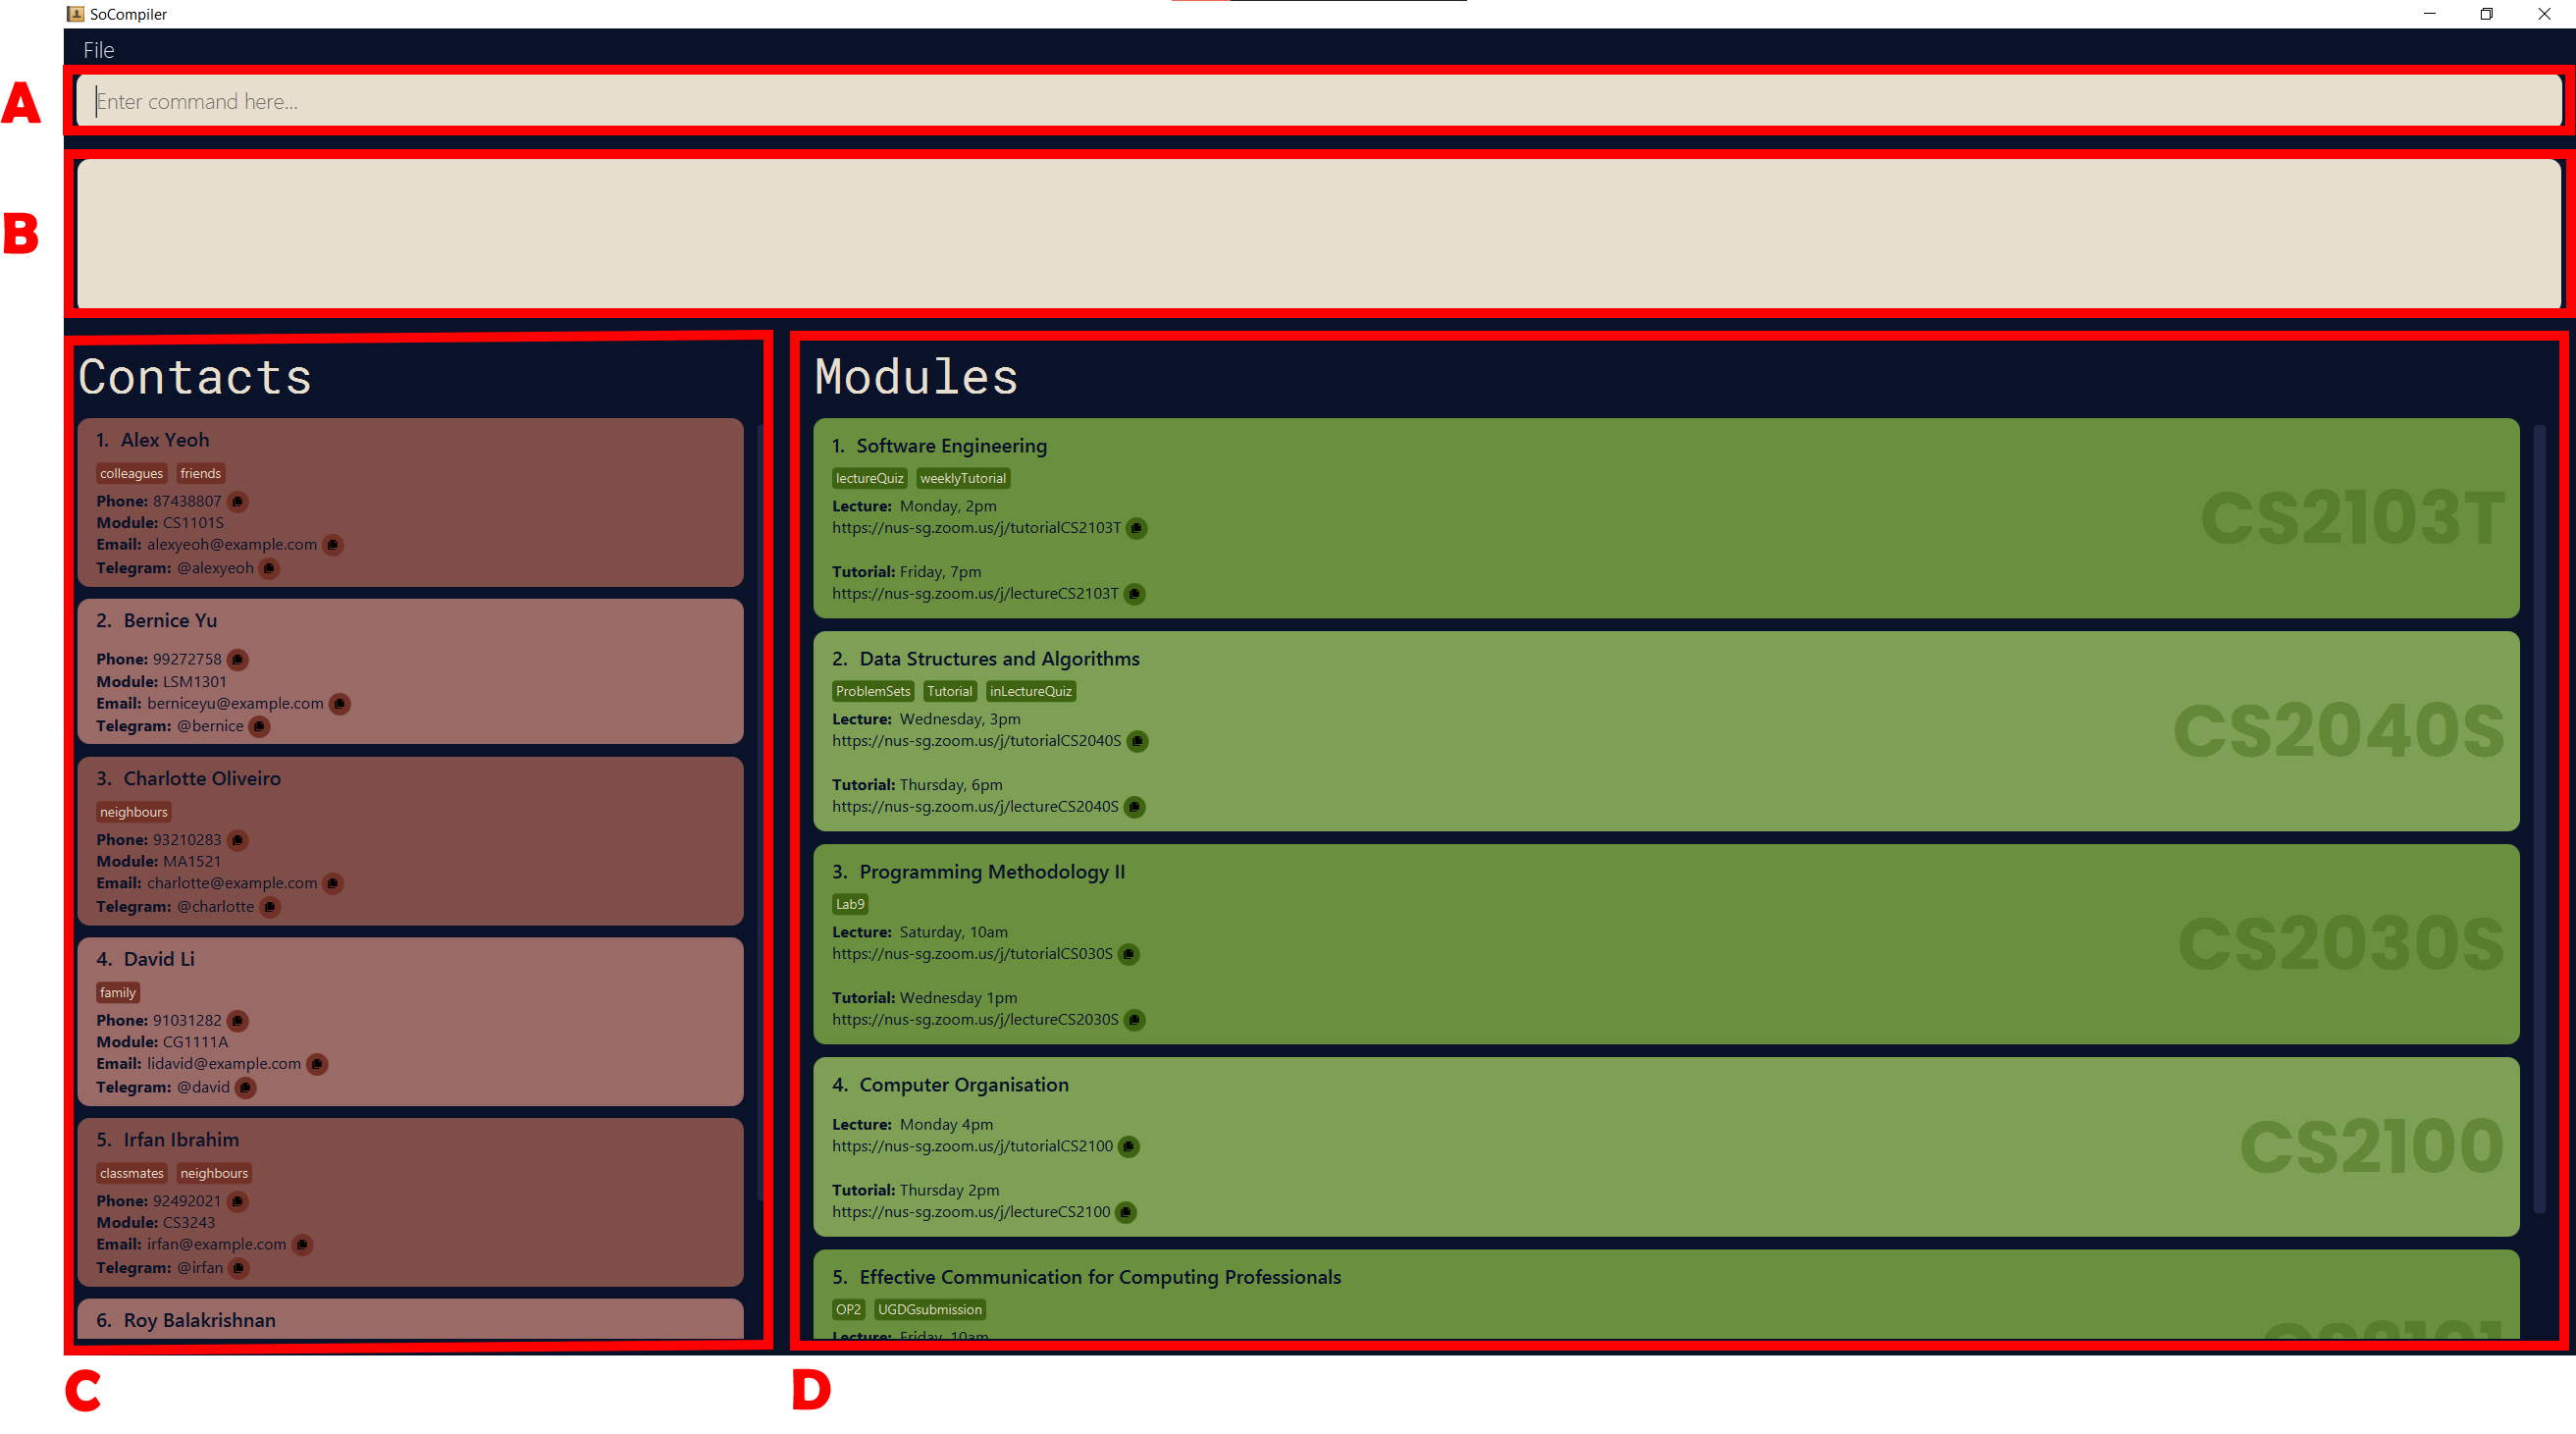 SoCompiler
File
A
Enter command here...
B
Contacts
1. Alex Yeoh
colleagues friends
Phone: 87438807
Module: CS1101S
Email: alexyeoh@example.com
Telegram: @alexyeoh
2. Bernice Yu
Phone: 99272758
Module: LSM1301
Email: berniceyu@example.com
Telegram: @bernice
3. Charlotte Oliveiro
neighbours
Phone: 93210283
Module: MA1521
Email: charlotte@example.com
Telegram: @charlotte
4. David Li
family
Phone: 91031282
Module: CG1111A
Email: lidavid@example.com
Telegram: @david
5. Irfan Ibrahim
classmates neighbours
Phone: 92492021
Module: CS3243
Email: irfan@example.com
Telegram: @irfan
6. Roy Balakrishnan
C
Modules
1. Software Engineering
lectureQuiz weeklyTutorial
Lecture: Monday, 2pm
https://nus-sg.zoom.us/j/tutorialCS2103T
Tutorial: Friday, 7pm
https://nus-sg.zoom.us/j/lectureCS2103T
CS2103T
2. Data Structures and Algorithms
ProblemSets Tutorial inLectureQuiz
Lecture: Wednesday, 3pm
https://nus-sg.zoom.us/j/tutorialCS2040S
Tutorial: Thursday, 6pm
https://nus-sg.zoom.us/j/lectureCS2040S
CS2040S
3. Programming Methodology II
Lab9
Lecture: Saturday, 10am
https://nus-sg.zoom.us/j/tutorialCS030S
Tutorial: Wednesday 1pm
https://nus-sg.zoom.us/j/lectureCS2030S
CS2030S
4. Computer Organisation
Lecture: Monday 4pm
https://nus-sg.zoom.us/j/tutorialCS2100
Tutorial: Thursday 2pm
https://nus-sg.zoom.us/j/lectureCS2100
CS2100
5. Effective Communication for Computing Professionals
OP2 UGDGsubmission
Lecture: Friday, 10am
CS2101
D